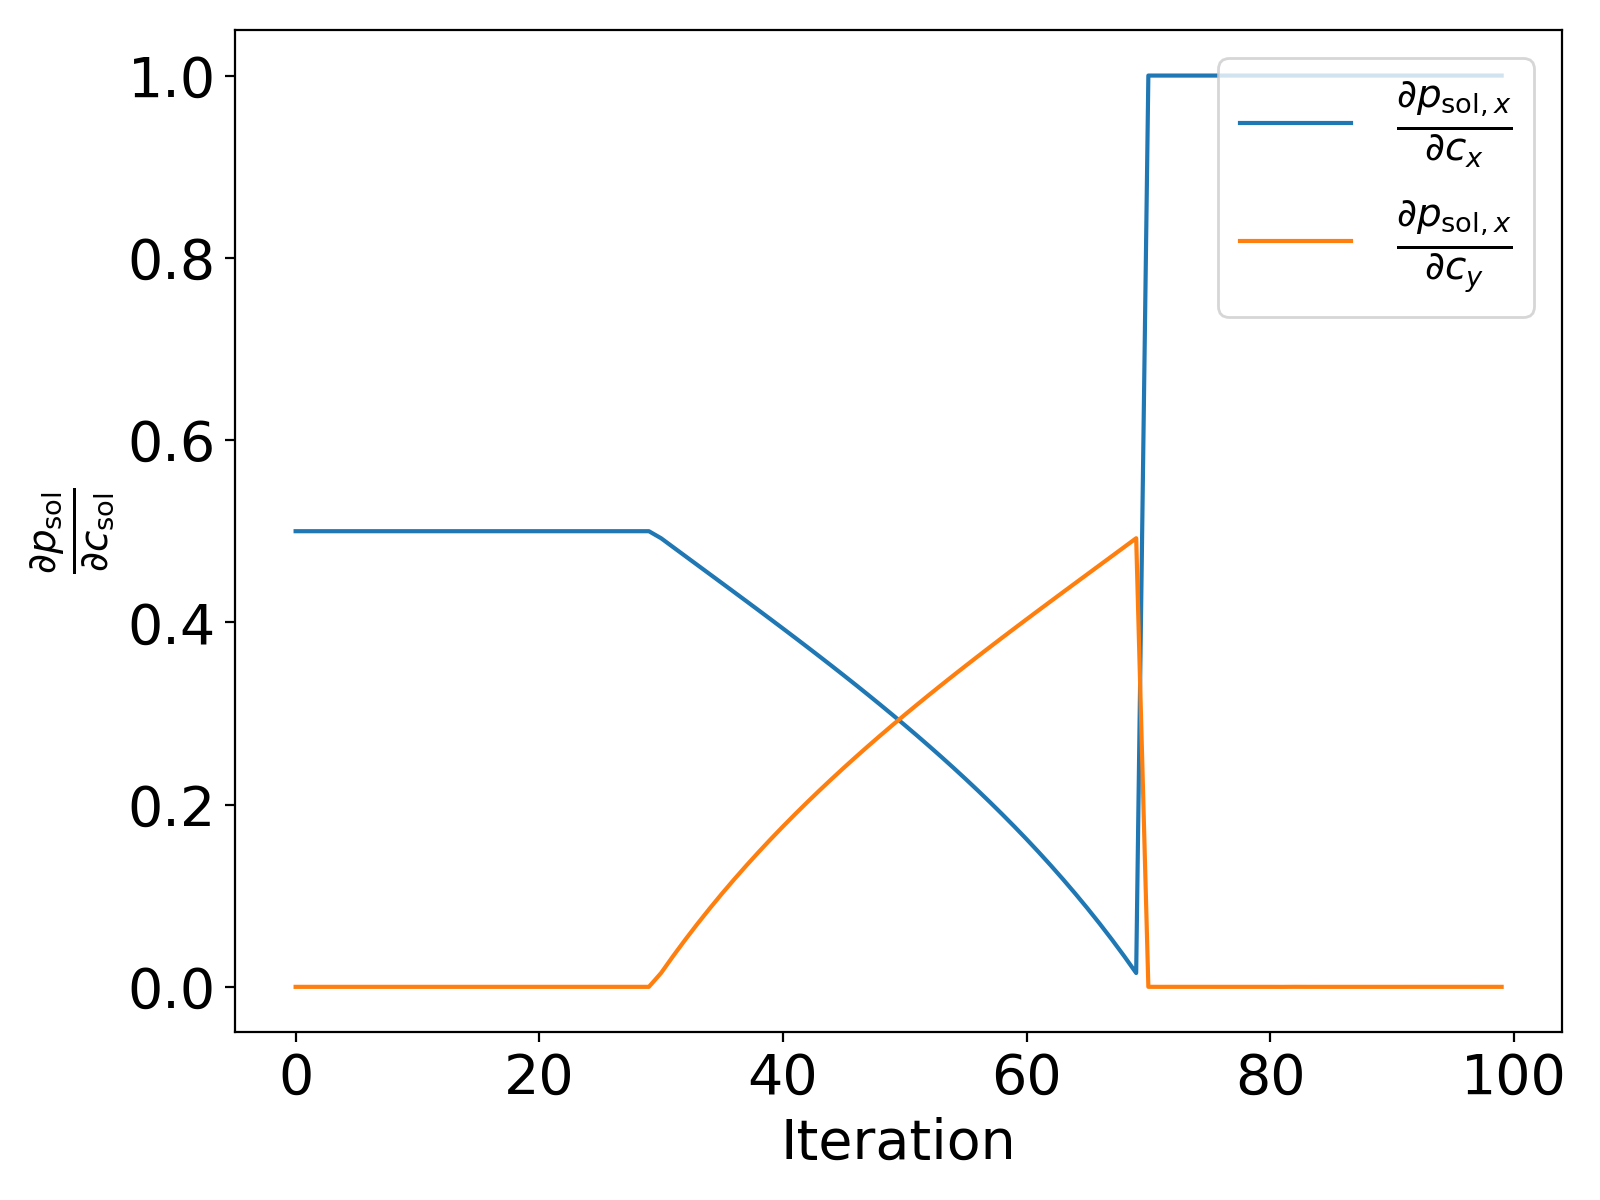 1.0
0.8
0.6
0.4
0.2
0.0
∂p_sol
∂c_sol
∂p_sol, x
∂c_x
∂p_sol, x
∂c_y
0 20 40 60 80 100
Iteration